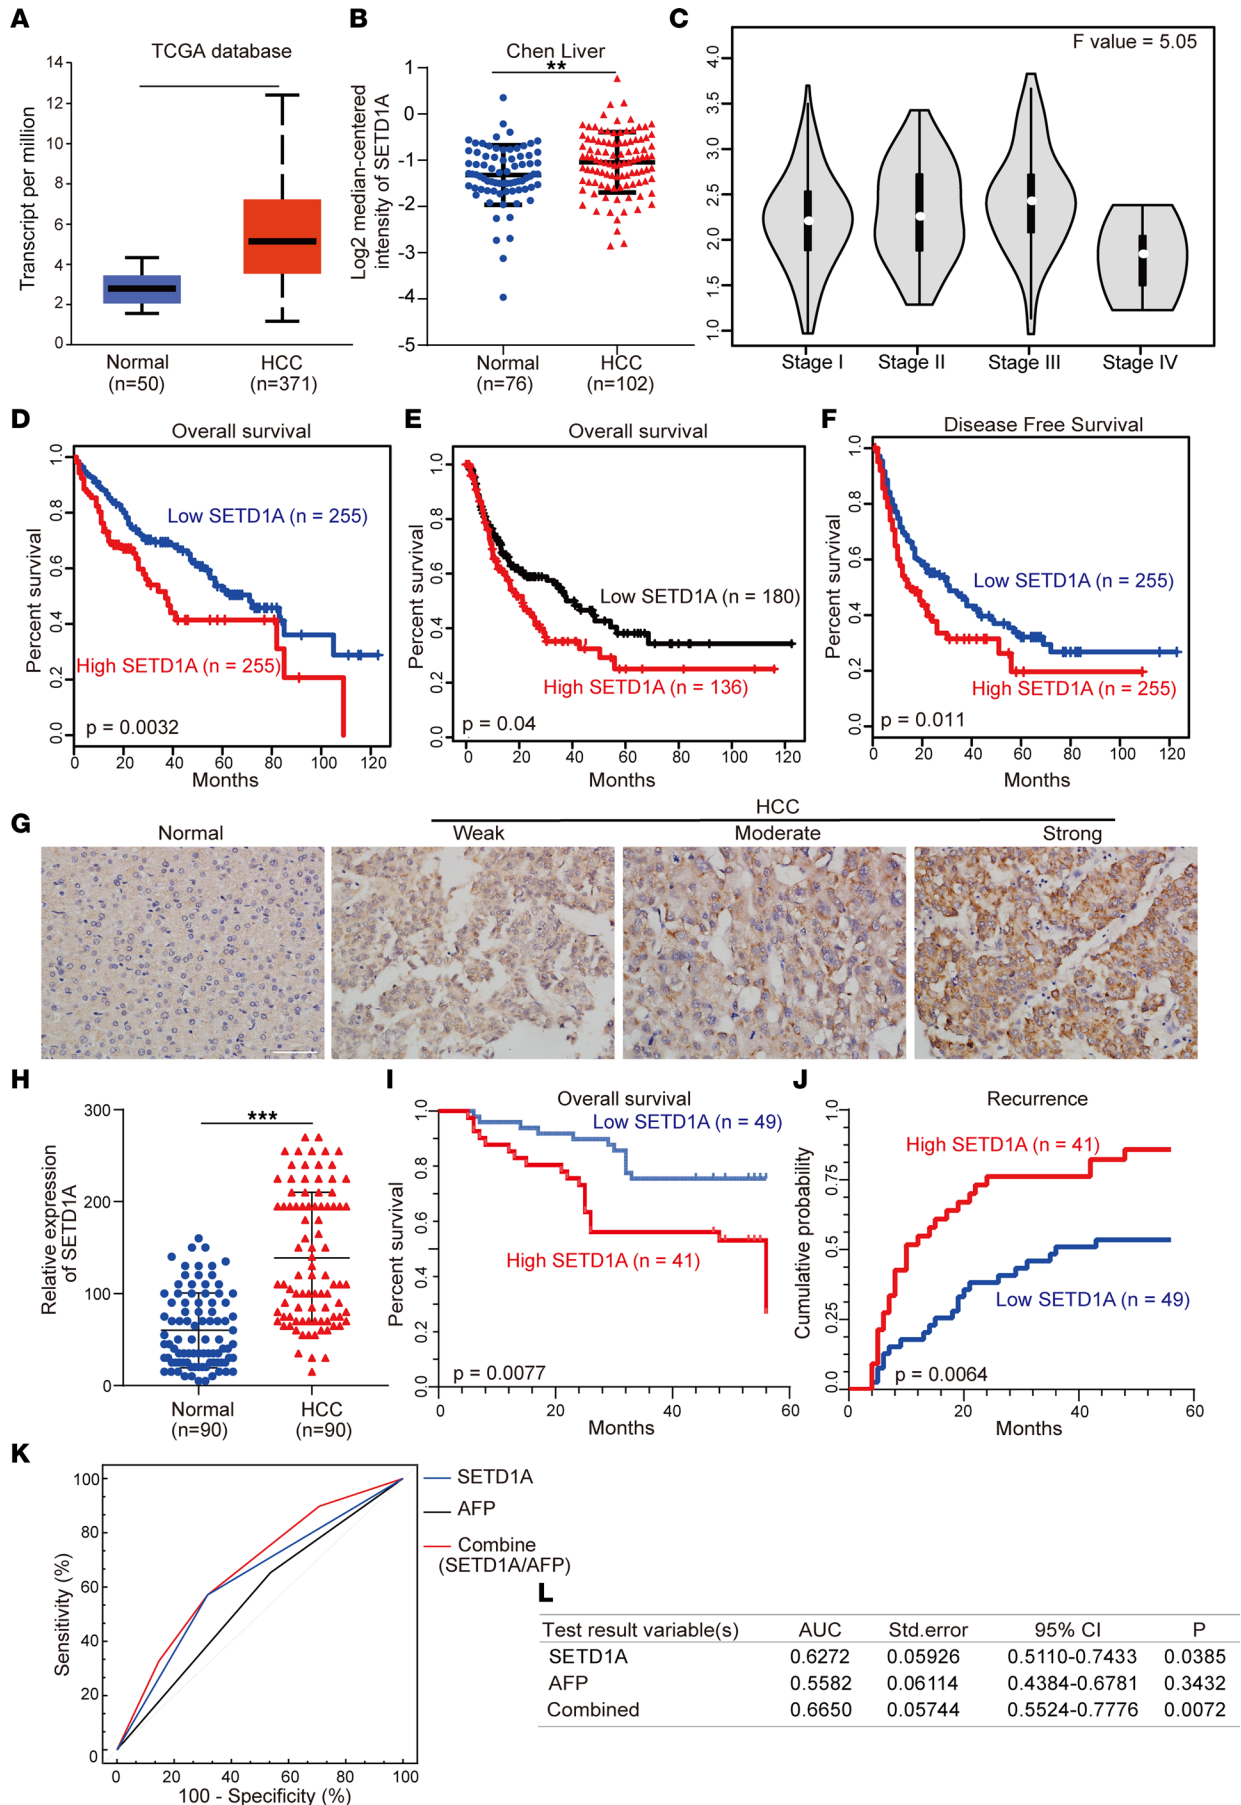 A
TCGA database
Transcript per million
14
12
10
8
6
4
2
0
Normal
(n=50)
HCC
(n=371)
B
Chen Liver
**
Log2 median-centered
intensity of SETD1A
1
0
-1
-2
-3
-4
-5
Normal
(n=76)
HCC
(n=102)
C
F value = 5.05
4.0
3.5
3.0
2.5
2.0
1.5
1.0
Stage I
Stage II
Stage III
Stage IV
D
Overall survival
Percent survival
1.0
0.8
0.6
0.4
0.2
0.0
Low SETD1A (n = 255)
High SETD1A (n = 255)
p = 0.0032
0 20 40 60 80 100 120
Months
E
Overall survival
Percent survival
1.0
0.8
0.6
0.4
0.2
0.0
Low SETD1A (n = 180)
High SETD1A (n = 136)
p = 0.04
0 20 40 60 80 100 120
Months
F
Disease Free Survival
Percent survival
1.0
0.8
0.6
0.4
0.2
0.0
Low SETD1A (n = 255)
High SETD1A (n = 255)
p = 0.011
0 20 40 60 80 100 120
Months
G
HCC
Normal
Weak
Moderate
Strong
H
***
Relative expression
of SETD1A
300
200
100
0
Normal
(n=90)
HCC
(n=90)
I
Overall survival
Percent survival
1.0
0.8
0.6
0.4
0.2
0.0
Low SETD1A (n = 49)
High SETD1A (n = 41)
p = 0.0077
0 20 40 60
Months
J
Recurrence
Cumulative probability
1.0
0.75
0.5
0.25
0.0
High SETD1A (n = 41)
Low SETD1A (n = 49)
p = 0.0064
0 20 40 60
Months
K
Sensitivity (%)
100
80
60
40
20
0
0 20 40 60 80 100
100 - Specificity (%)
SETD1A
AFP
Combine
(SETD1A/AFP)
L
Test result variable(s) AUC Std.error 95% CI P
SETD1A 0.6272 0.05926 0.5110-0.7433 0.0385
AFP 0.5582 0.06114 0.4384-0.6781 0.3432
Combined 0.6650 0.05744 0.5524-0.7776 0.0072